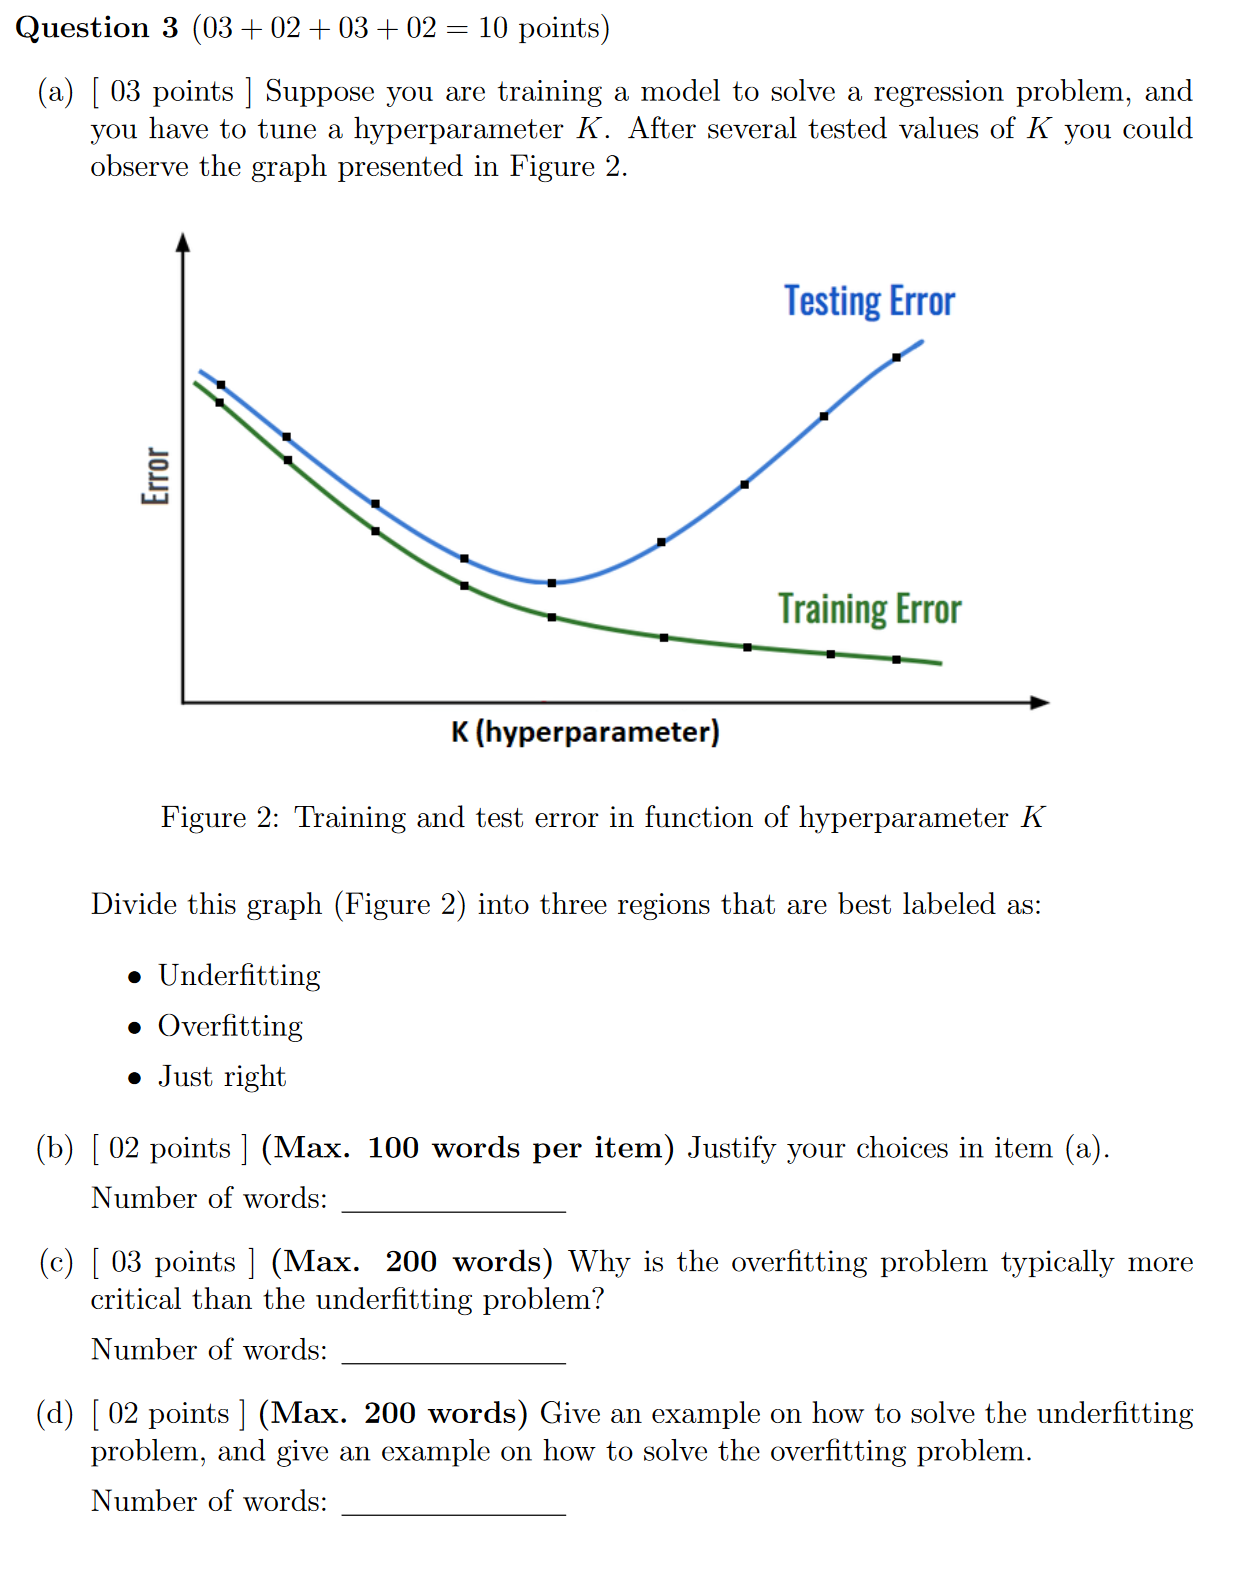 Question 3 (03 + 02 + 03 + 02 = 10 points)
(a) [ 03 points ] Suppose you are training a model to solve a regression problem, and
you have to tune a hyperparameter K. After several tested values of K you could
observe the graph presented in Figure 2.
Testing Error
Error
Training Error
K (hyperparameter)
Figure 2: Training and test error in function of hyperparameter K
Divide this graph (Figure 2) into three regions that are best labeled as:
• Underfitting
• Overfitting
• Just right
(b) [ 02 points ] (Max. 100 words per item) Justify your choices in item (a).
Number of words:
(c) [ 03 points ] (Max. 200 words) Why is the overfitting problem typically more
critical than the underfitting problem?
Number of words:
(d) [ 02 points ] (Max. 200 words) Give an example on how to solve the underfitting
problem, and give an example on how to solve the overfitting problem.
Number of words: